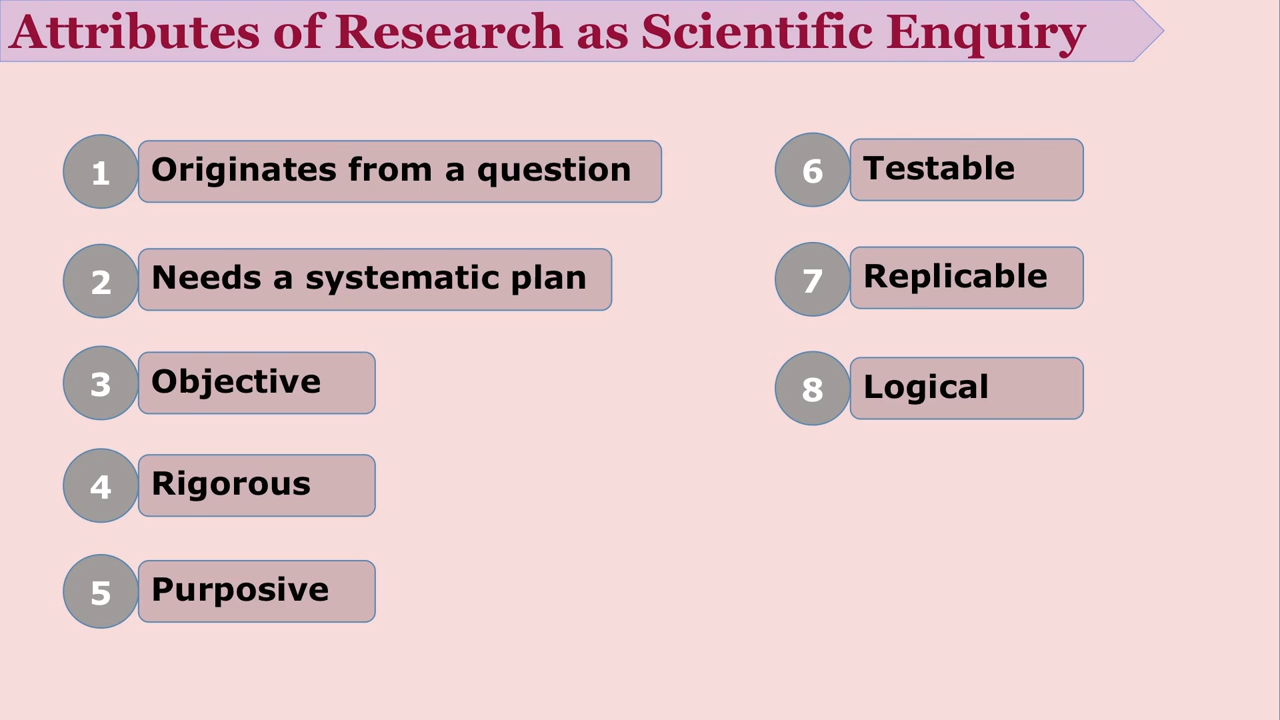 Attributes of Research as Scientific Enquiry
1 Originates from a question
2 Needs a systematic plan
3 Objective
4 Rigorous
5 Purposive
6 Testable
7 Replicable
8 Logical